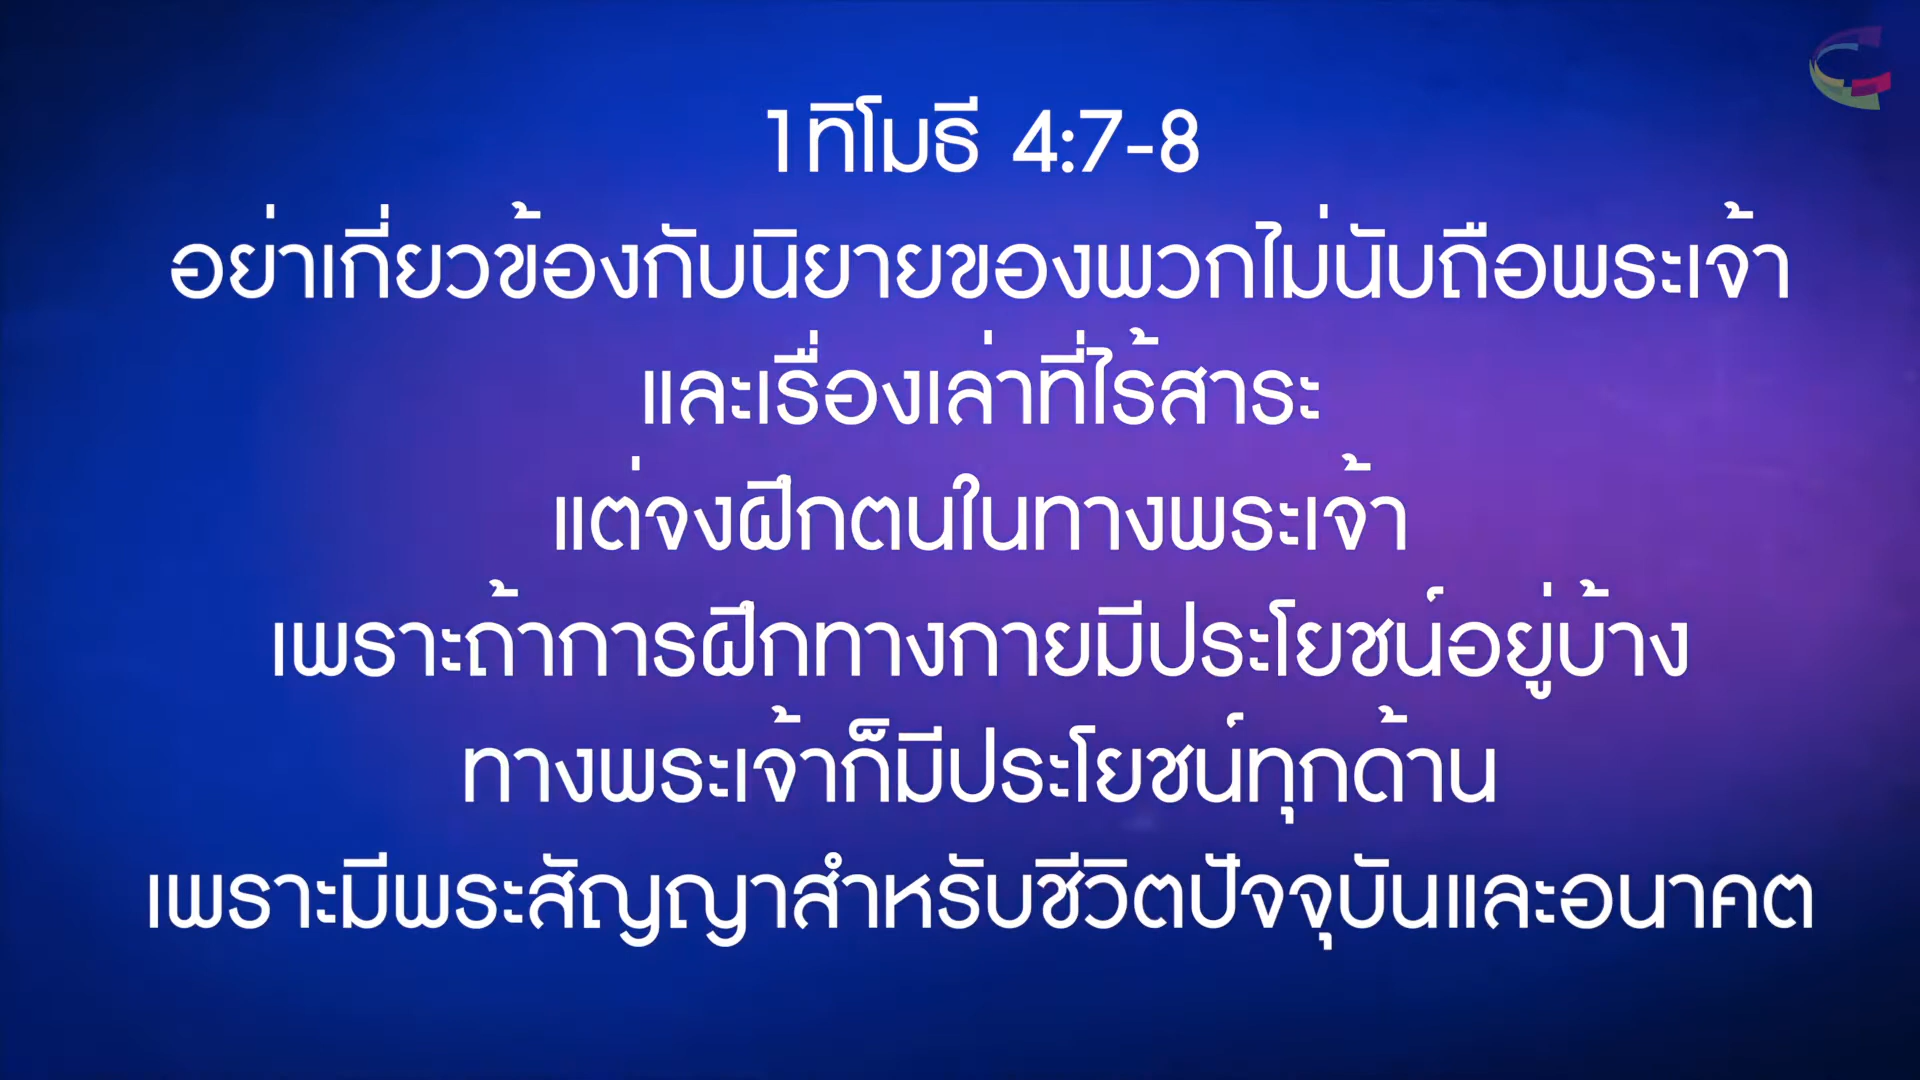 1ทิโมธี 4:7-8
อย่าเกี่ยวข้องกับนิยายของพวกไม่นับถือพระเจ้า
และเรื่องเล่าที่ไร้สาระ
แต่จงฝึกตนในทางพระเจ้า
เพราะถ้าการฝึกทางกายมีประโยชน์อยู่บ้าง
ทางพระเจ้าก็มีประโยชน์ทุกด้าน
เพราะมีพระสัญญาสำหรับชีวิตปัจจุบันและอนาคต